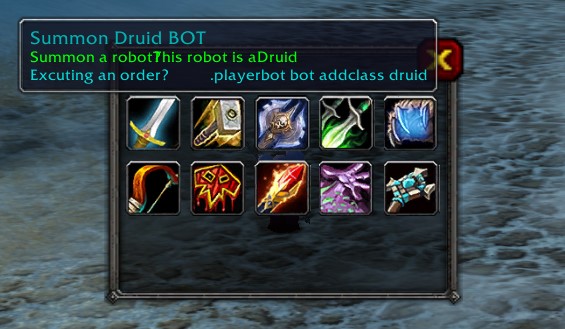 Summon Druid BOT
Summon a robot?This robot is aDruid
Excuting an order? .playerbot bot addclass druid